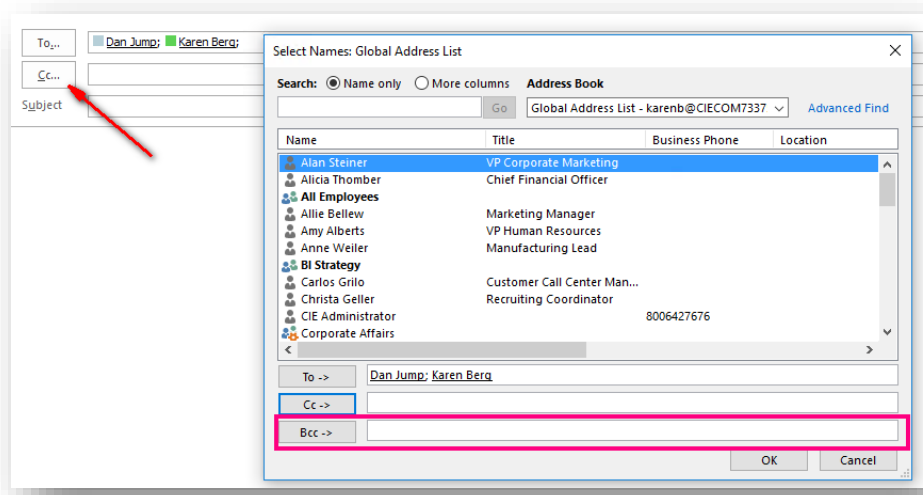 To... Dan Jump; Karen Berg;
Cc...
Subject
Select Names: Global Address List
Search: Name only More columns Address Book
Go Global Address List - karenb@CIECOM7337 Advanced Find
Name Title Business Phone Location
Alan Steiner VP Corporate Marketing
Alicia Thomber Chief Financial Officer
All Employees
Allie Bellew Marketing Manager
Amy Alberts VP Human Resources
Anne Weiler Manufacturing Lead
BI Strategy
Carlos Grilo Customer Call Center Man...
Christa Geller Recruiting Coordinator
CIE Administrator 8006427676
Corporate Affairs
To -> Dan Jump; Karen Berg
Cc ->
Bcc ->
OK Cancel